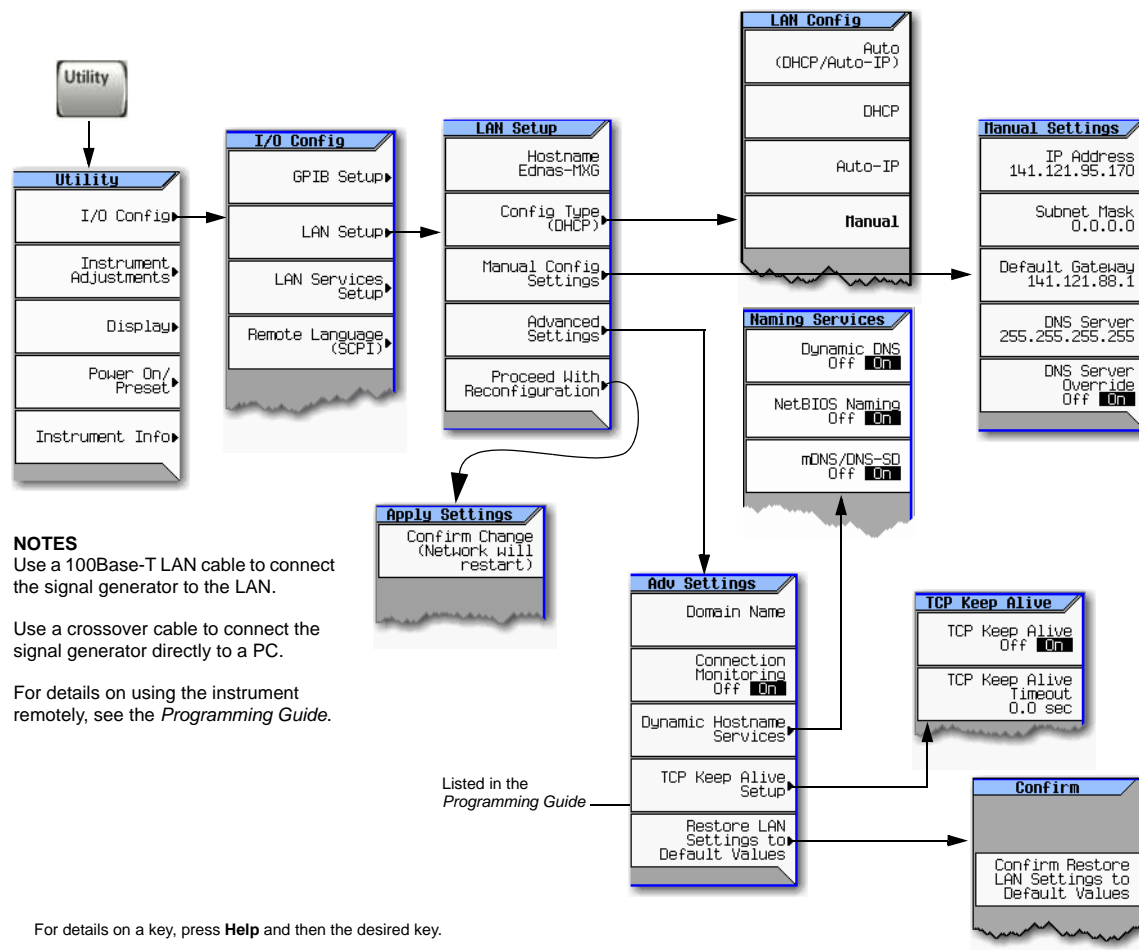 Utility
Utility
I/O Config
Instrument
Adjustments
Display
Power On/
Preset
Instrument Info
I/O Config
GPIB Setup
LAN Setup
LAN Services
Setup
Remote Language
(SCPI)
LAN Setup
Hostname
Ednas-MXG
Config Type
(DHCP)
Manual Config
Settings
Advanced
Settings
Proceed With
Reconfiguration
LAN Config
Auto
(DHCP/Auto-IP)
DHCP
Auto-IP
Manual
Manual Settings
IP Address
141.121.95.170
Subnet Mask
0.0.0.0
Default Gateway
141.121.88.1
DNS Server
255.255.255.255
DNS Server
Override
Off On
Naming Services
Dynamic DNS
Off On
NetBIOS Naming
Off On
mDNS/DNS-SD
Off On
Apply Settings
Confirm Change
(Network will
restart)
NOTES
Use a 100Base-T LAN cable to connect
the signal generator to the LAN.
Use a crossover cable to connect the
signal generator directly to a PC.
For details on using the instrument
remotely, see the Programming Guide.
Adv Settings
Domain Name
Connection
Monitoring
Off On
Dynamic Hostname
Services
TCP Keep Alive
Setup
Restore LAN
Settings to
Default Values
Listed in the
Programming Guide
TCP Keep Alive
TCP Keep Alive
Off On
TCP Keep Alive
Timeout
0.0 sec
Confirm
Confirm Restore
LAN Settings to
Default Values
For details on a key, press Help and then the desired key.